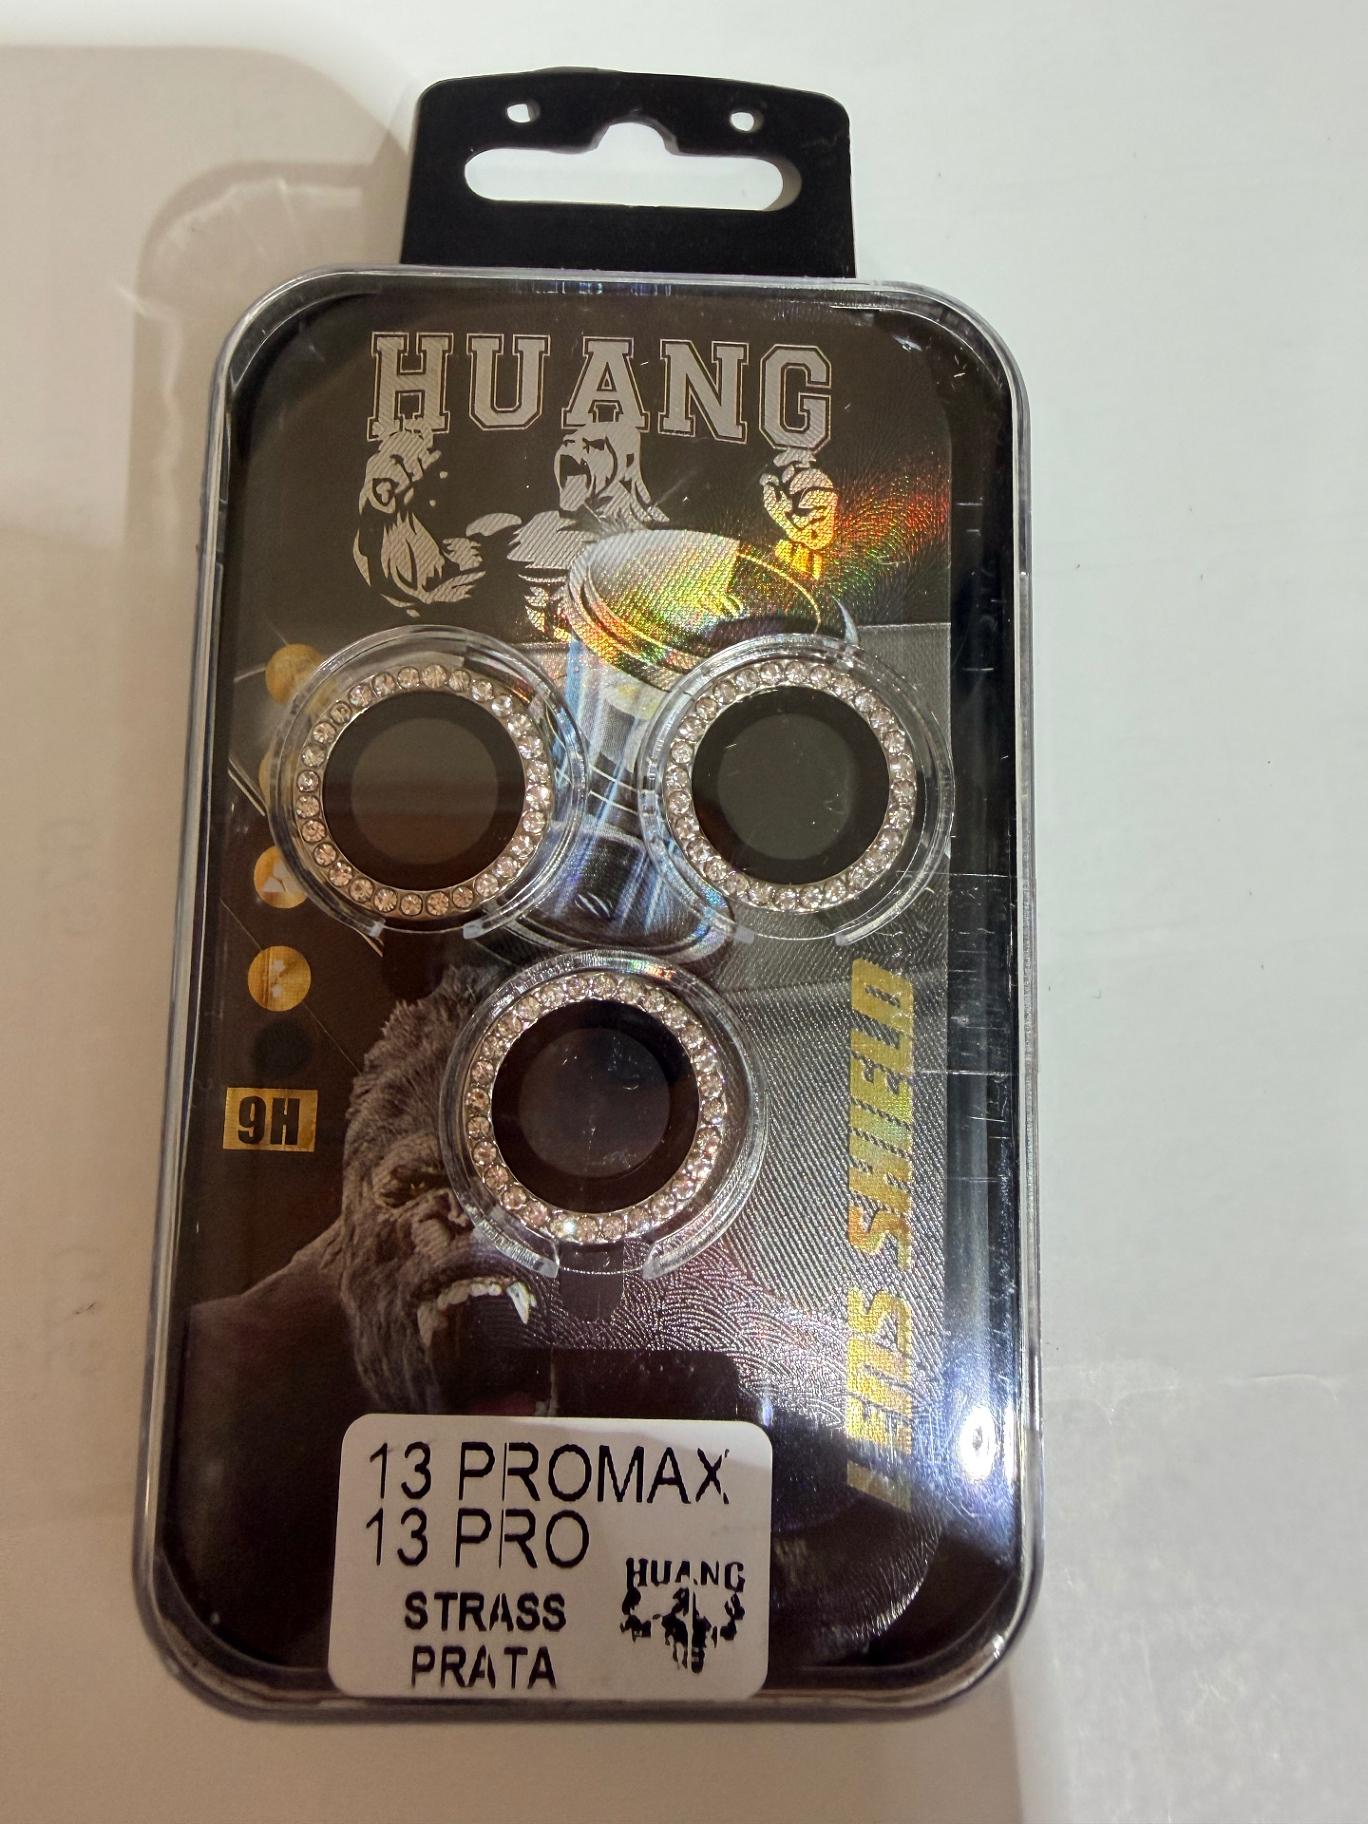 HUANG
9H
LENS SHIELD
13 PROMAX
13 PRO
STRASS
PRATA
HUANG